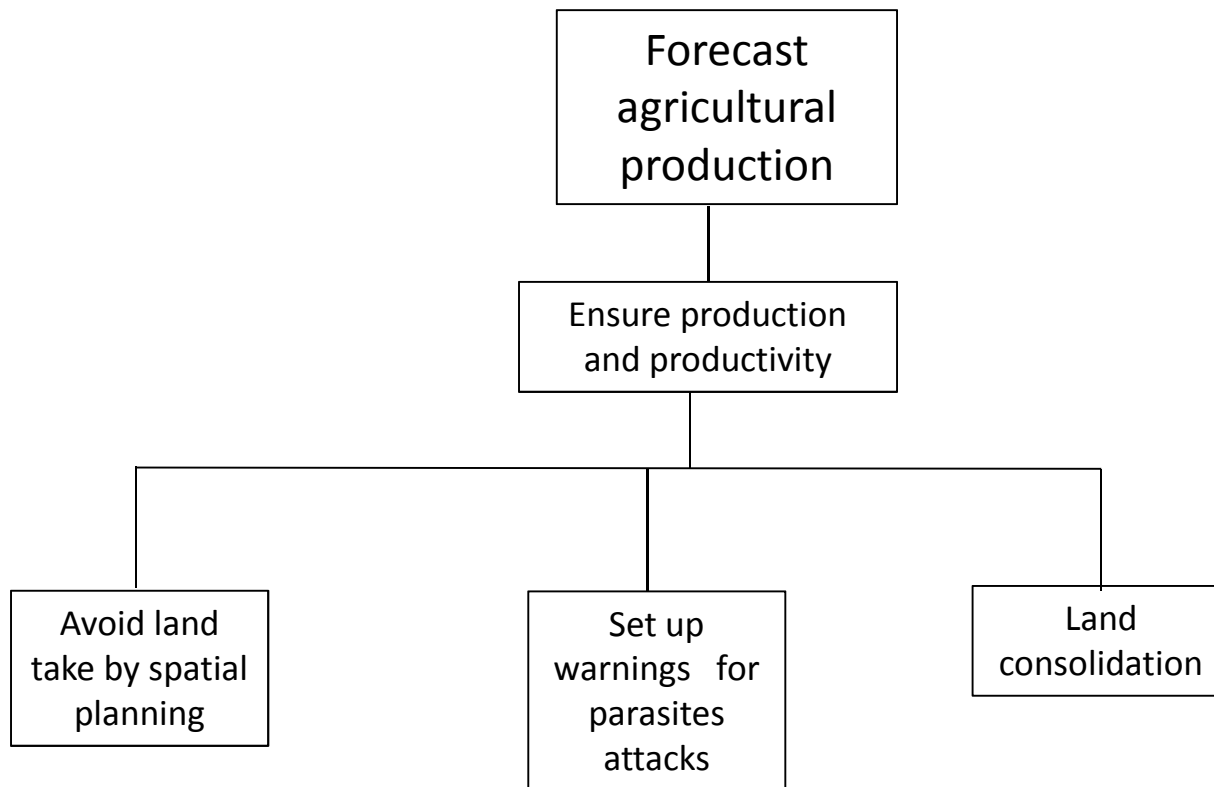 Forecast
agricultural
production
Ensure production
and productivity
Avoid land
take by spatial
planning
Set up
warnings for
parasites
attacks
Land
consolidation